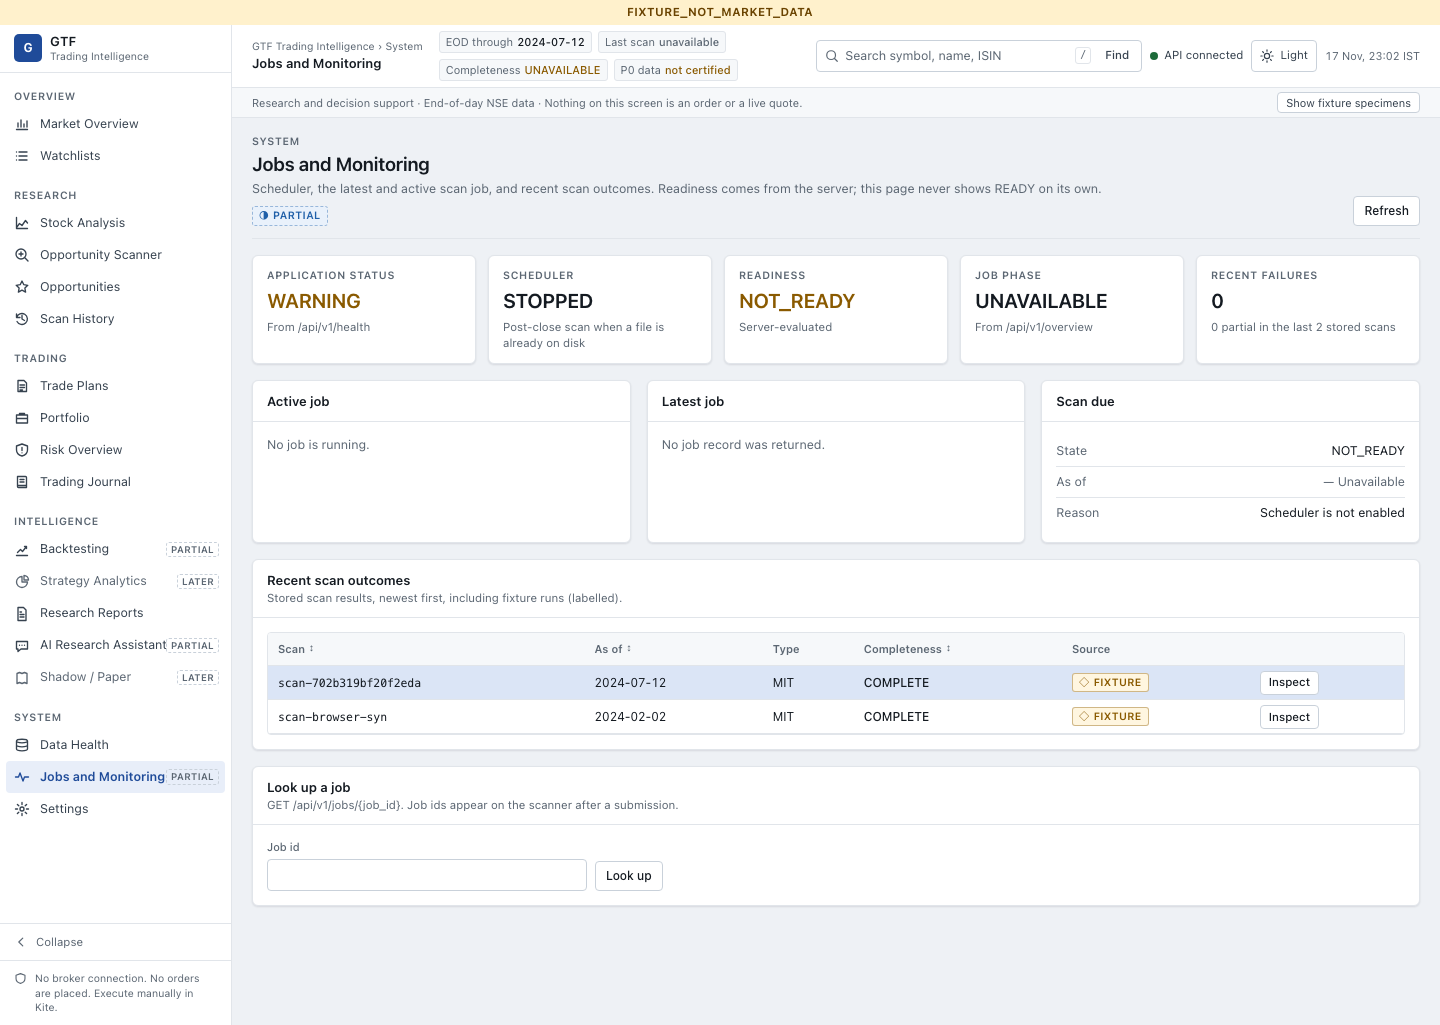 FIXTURE_NOT_MARKET_DATA
G
GTF
Trading Intelligence
GTF Trading Intelligence › System
Jobs and Monitoring
EOD through 2024-07-12
Last scan unavailable
Completeness UNAVAILABLE
P0 data not certified
Search symbol, name, ISIN
/
Find
API connected
Light
17 Nov, 23:02 IST
Research and decision support · End-of-day NSE data · Nothing on this screen is an order or a live quote.
Show fixture specimens
OVERVIEW
Market Overview
Watchlists
RESEARCH
Stock Analysis
Opportunity Scanner
Opportunities
Scan History
TRADING
Trade Plans
Portfolio
Risk Overview
Trading Journal
INTELLIGENCE
Backtesting PARTIAL
Strategy Analytics LATER
Research Reports
AI Research Assistant PARTIAL
Shadow / Paper LATER
SYSTEM
Data Health
Jobs and Monitoring PARTIAL
Settings
Collapse
No broker connection. No orders
are placed. Execute manually in
Kite.
SYSTEM
Jobs and Monitoring
Scheduler, the latest and active scan job, and recent scan outcomes. Readiness comes from the server; this page never shows READY on its own.
PARTIAL
Refresh
APPLICATION STATUS
WARNING
From /api/v1/health
SCHEDULER
STOPPED
Post-close scan when a file is
already on disk
READINESS
NOT_READY
Server-evaluated
JOB PHASE
UNAVAILABLE
From /api/v1/overview
RECENT FAILURES
0
0 partial in the last 2 stored scans
Active job
No job is running.
Latest job
No job record was returned.
Scan due
State NOT_READY
As of — Unavailable
Reason Scheduler is not enabled
Recent scan outcomes
Stored scan results, newest first, including fixture runs (labelled).
Scan ↕ As of ↕ Type Completeness ↕ Source
scan-702b319bf20f2eda 2024-07-12 MIT COMPLETE ◇ FIXTURE Inspect
scan-browser-syn 2024-02-02 MIT COMPLETE ◇ FIXTURE Inspect
Look up a job
GET /api/v1/jobs/{job_id}. Job ids appear on the scanner after a submission.
Job id
Look up